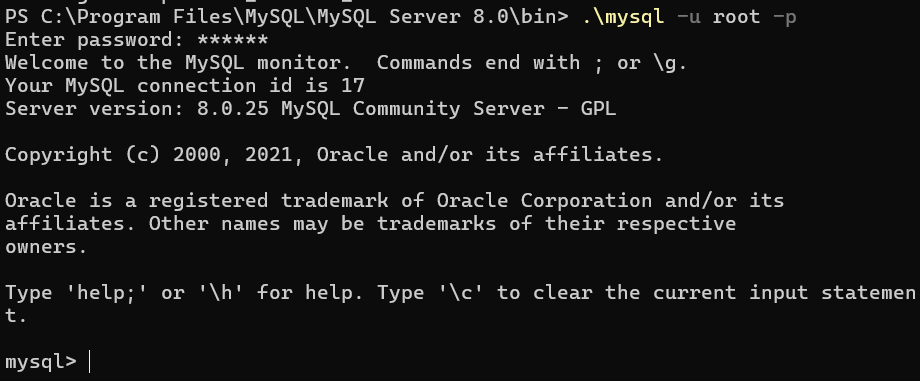 PS C:\Program Files\MySQL\MySQL Server 8.0\bin> .\mysql -u root -p
Enter password: ******
Welcome to the MySQL monitor.  Commands end with ; or \g.
Your MySQL connection id is 17
Server version: 8.0.25 MySQL Community Server - GPL

Copyright (c) 2000, 2021, Oracle and/or its affiliates.

Oracle is a registered trademark of Oracle Corporation and/or its
affiliates. Other names may be trademarks of their respective
owners.

Type 'help;' or '\h' for help. Type '\c' to clear the current input statemen
t.

mysql>